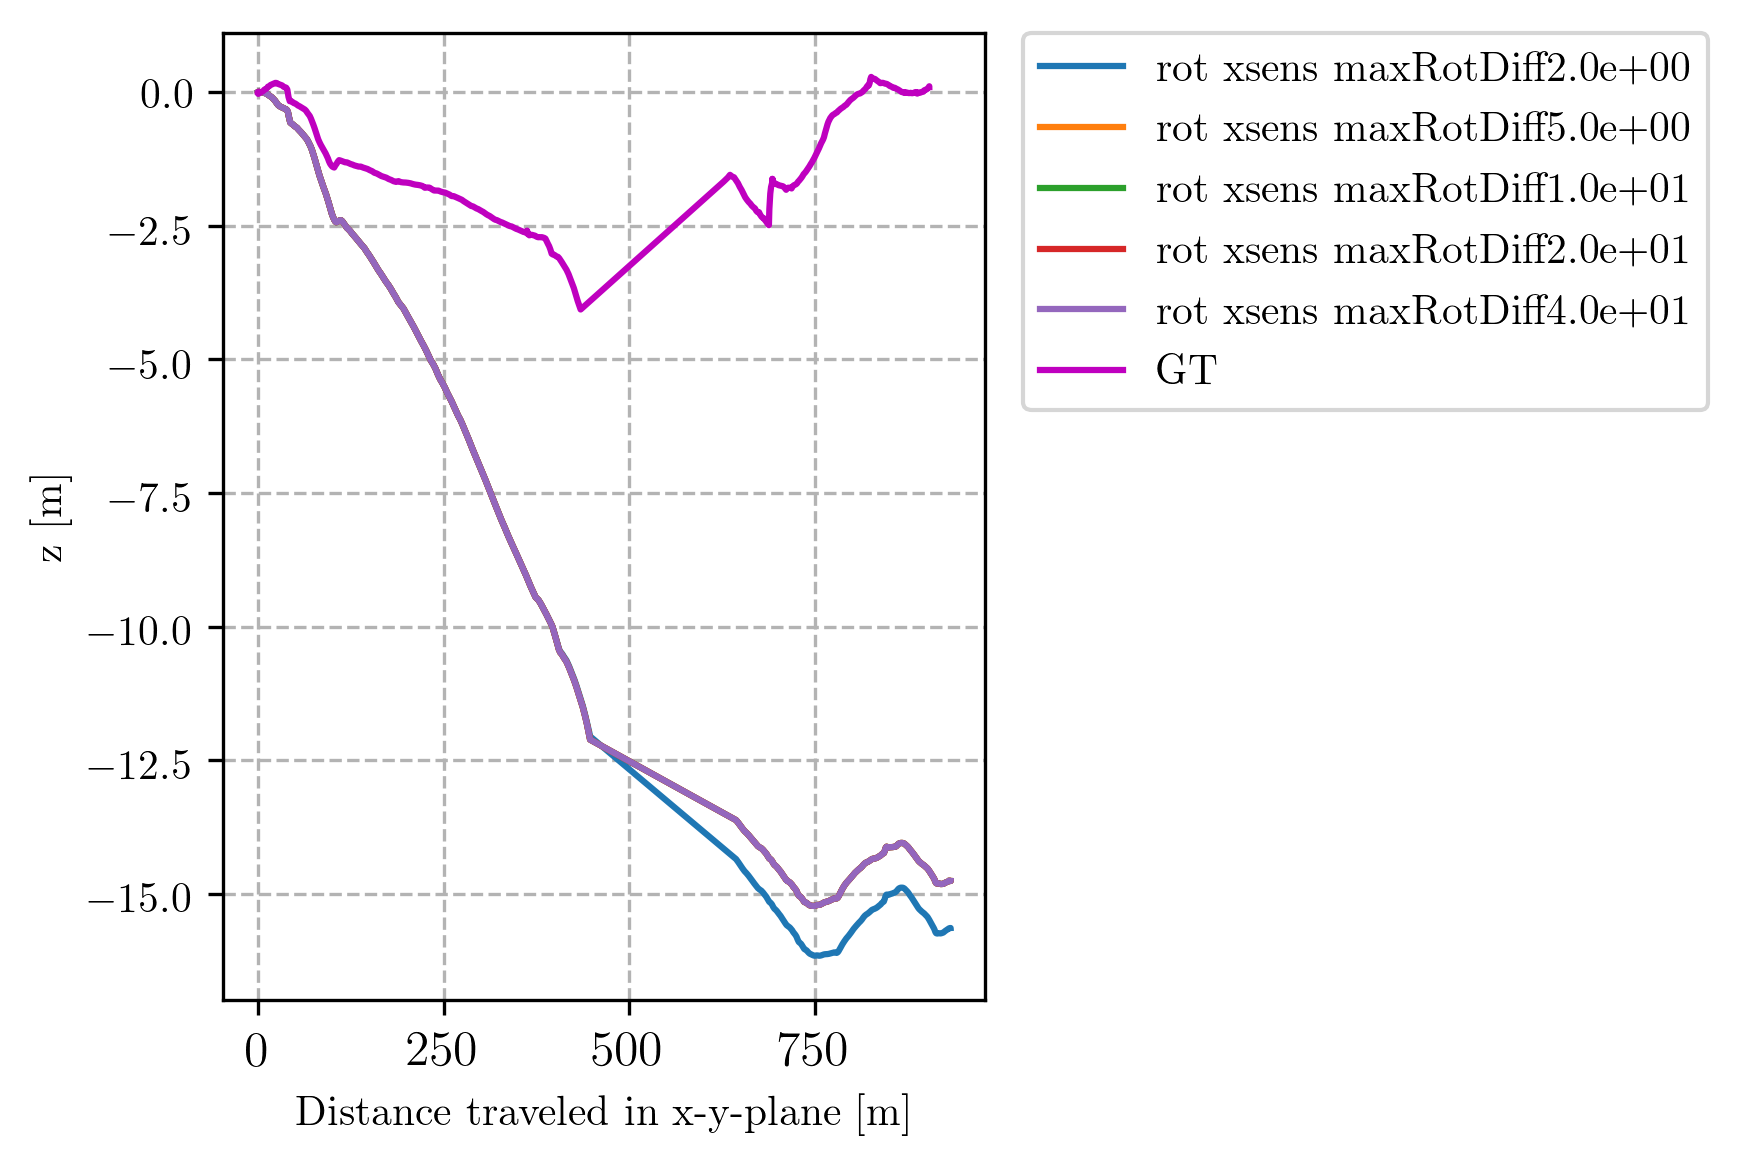 0.0
−2.5
−5.0
−7.5
−10.0
−12.5
−15.0
z [m]
0 250 500 750
Distance traveled in x-y-plane [m]
rot xsens maxRotDiff2.0e+00
rot xsens maxRotDiff5.0e+00
rot xsens maxRotDiff1.0e+01
rot xsens maxRotDiff2.0e+01
rot xsens maxRotDiff4.0e+01
GT